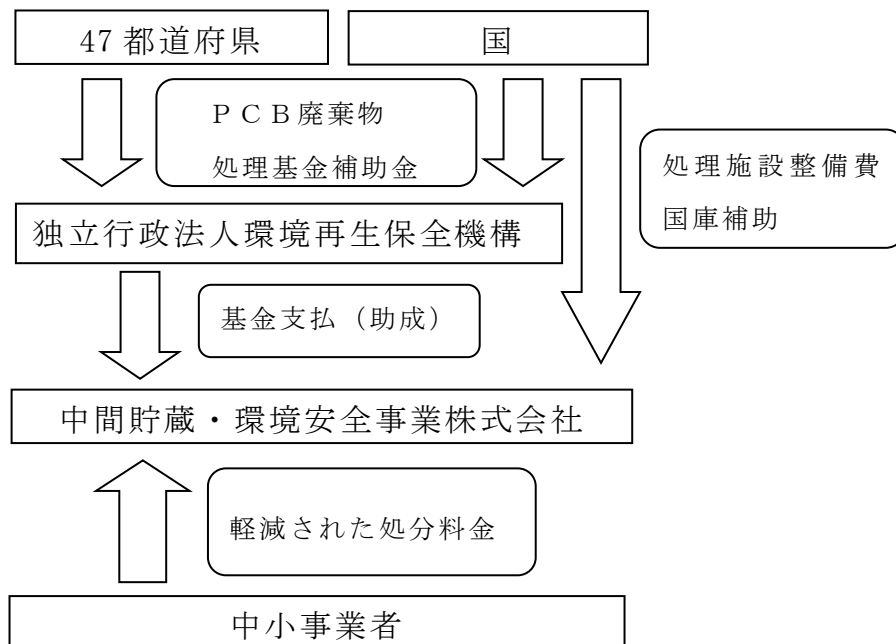 47都道府県
国
ＰＣＢ廃棄物
処理基金補助金
処理施設整備費
国庫補助
独立行政法人環境再生保全機構
基金支払（助成）
中間貯蔵・環境安全事業株式会社
軽減された処分料金
中小事業者